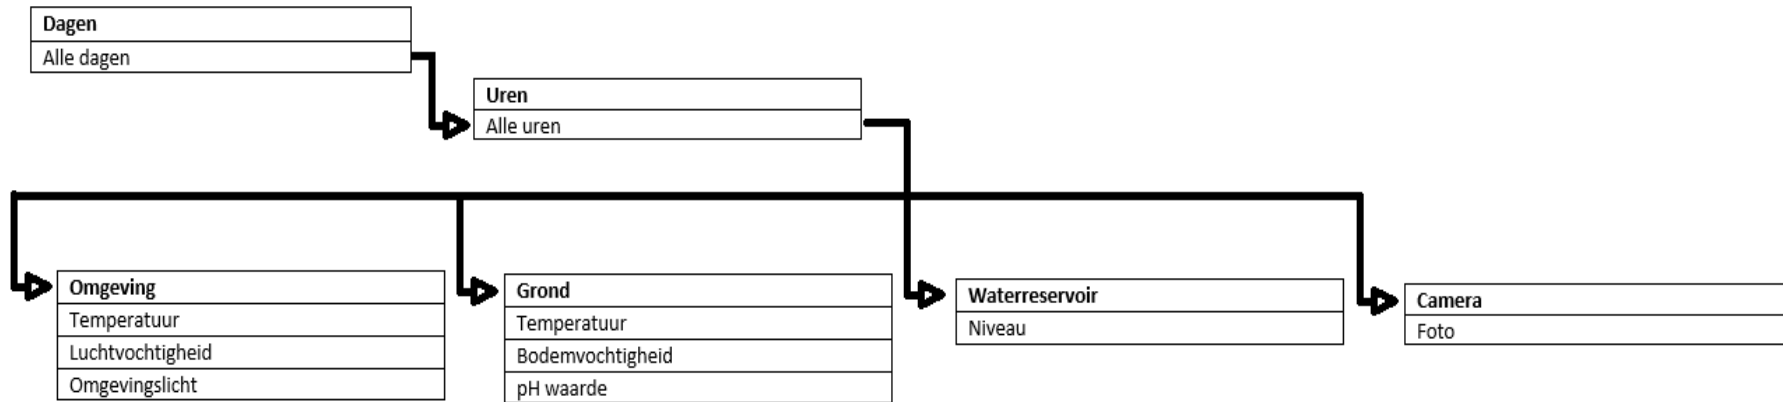 Dagen
Alle dagen
Uren
Alle uren
Omgeving
Temperatuur
Luchtvochtigheid
Omgevingslicht
Grond
Temperatuur
Bodemvochtigheid
pH waarde
Waterreservoir
Niveau
Camera
Foto